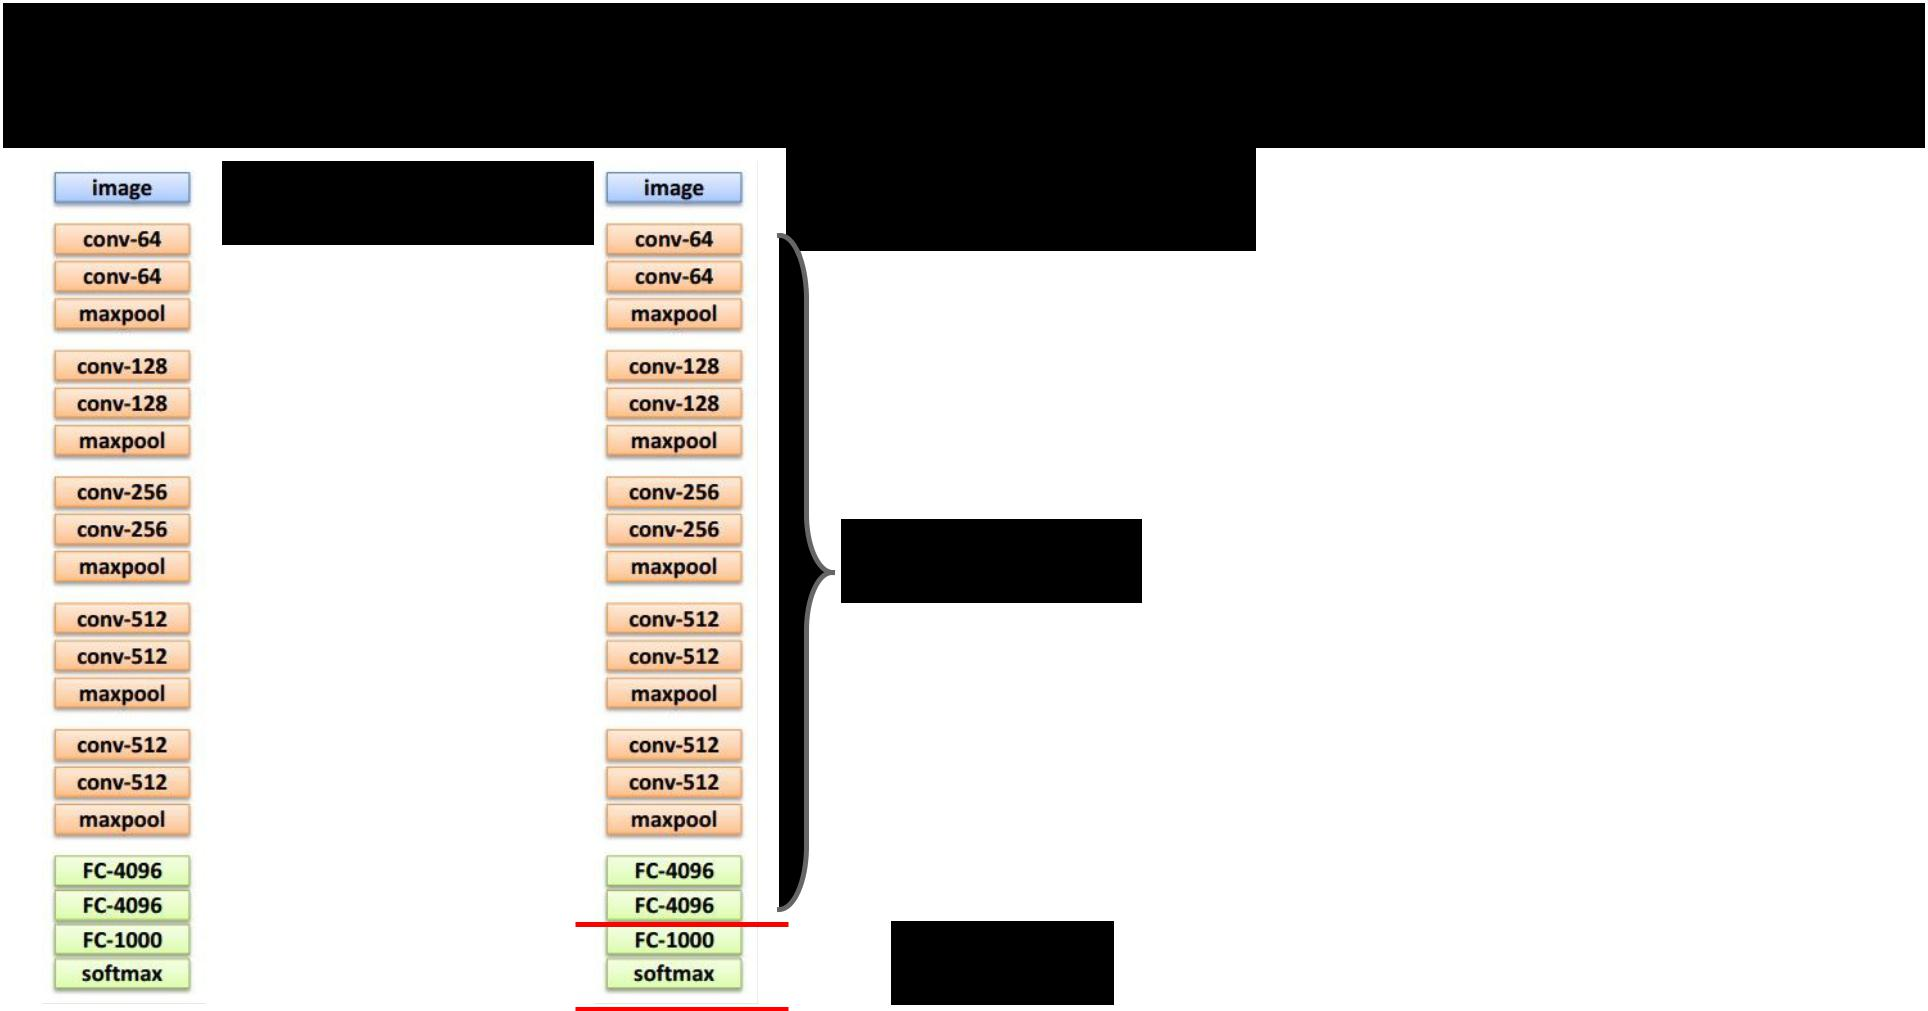 image
conv-64
conv-64
maxpool
conv-128
conv-128
maxpool
conv-256
conv-256
maxpool
conv-512
conv-512
maxpool
conv-512
conv-512
maxpool
FC-4096
FC-4096
FC-1000
softmax
image
conv-64
conv-64
maxpool
conv-128
conv-128
maxpool
conv-256
conv-256
maxpool
conv-512
conv-512
maxpool
conv-512
conv-512
maxpool
FC-4096
FC-4096
FC-1000
softmax